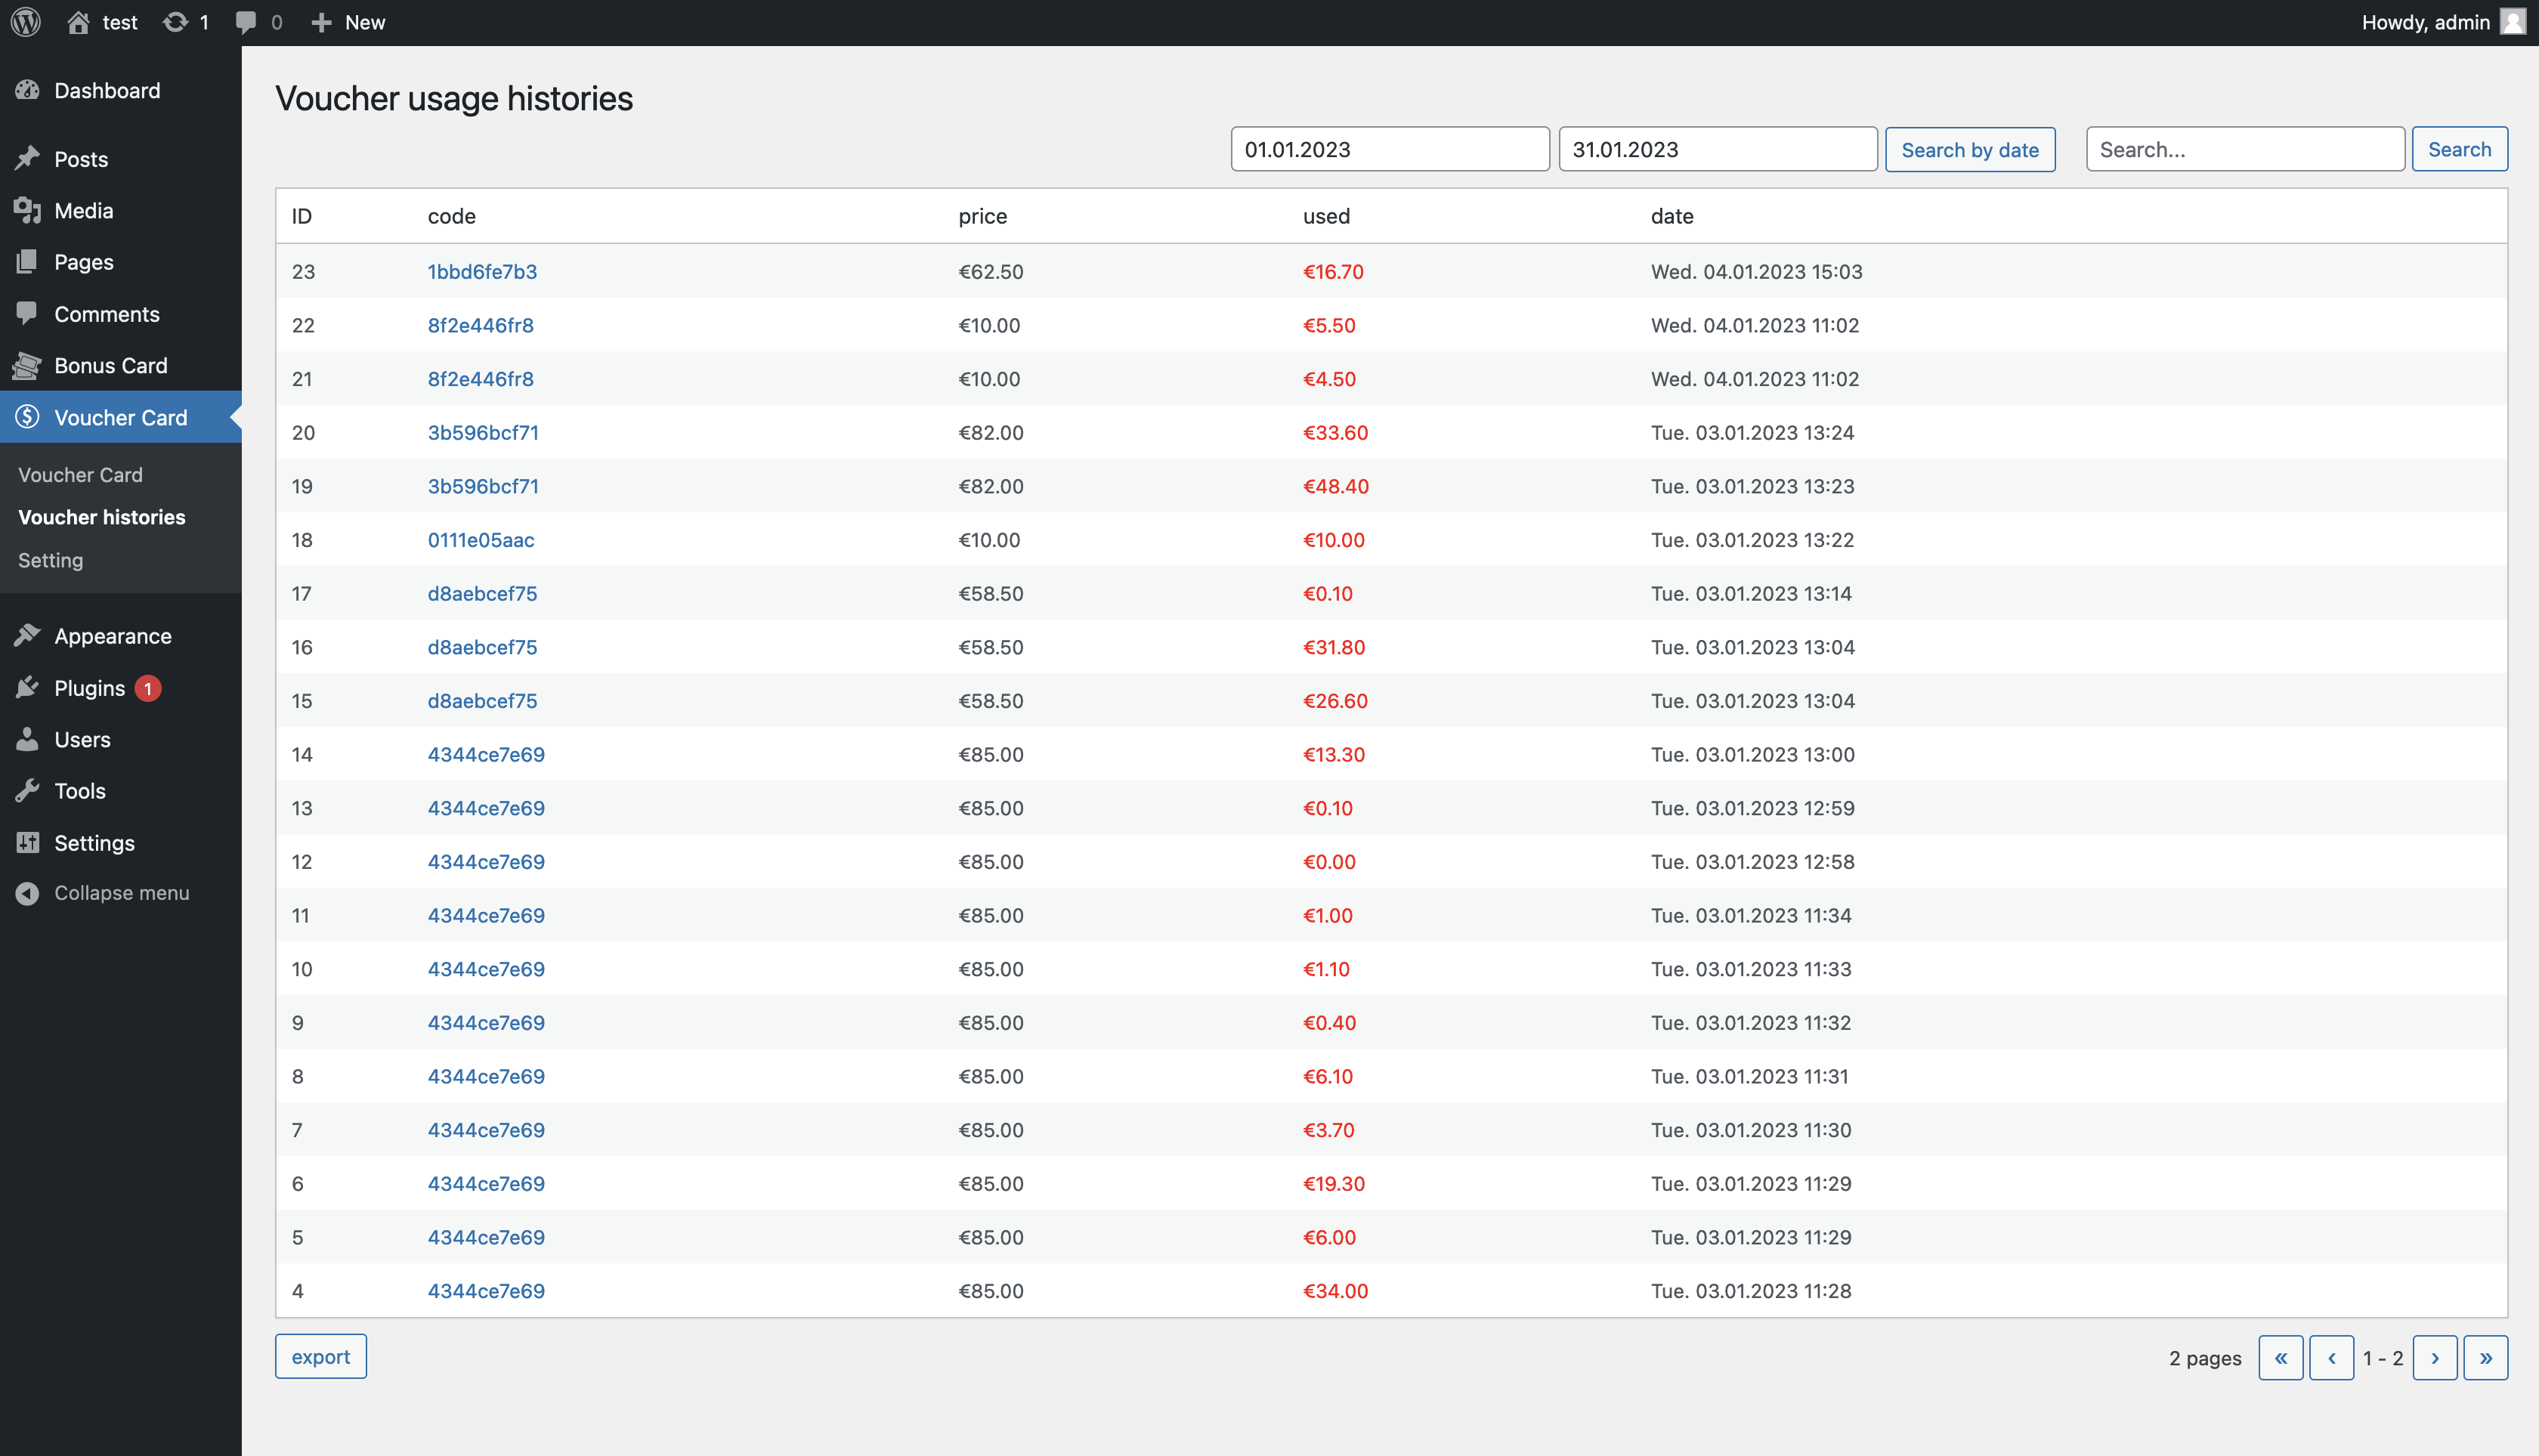 test 1 0 New Howdy, admin
Dashboard
Posts
Media
Pages
Comments
Bonus Card
Voucher Card
Voucher Card
Voucher histories
Setting
Appearance
Plugins 1
Users
Tools
Settings
Collapse menu
Voucher usage histories
01.01.2023 31.01.2023 Search by date Search... Search
ID code price used date
23 1bbd6fe7b3 €62.50 €16.70 Wed. 04.01.2023 15:03
22 8f2e446fr8 €10.00 €5.50 Wed. 04.01.2023 11:02
21 8f2e446fr8 €10.00 €4.50 Wed. 04.01.2023 11:02
20 3b596bcf71 €82.00 €33.60 Tue. 03.01.2023 13:24
19 3b596bcf71 €82.00 €48.40 Tue. 03.01.2023 13:23
18 0111e05aac €10.00 €10.00 Tue. 03.01.2023 13:22
17 d8aebcef75 €58.50 €0.10 Tue. 03.01.2023 13:14
16 d8aebcef75 €58.50 €31.80 Tue. 03.01.2023 13:04
15 d8aebcef75 €58.50 €26.60 Tue. 03.01.2023 13:04
14 4344ce7e69 €85.00 €13.30 Tue. 03.01.2023 13:00
13 4344ce7e69 €85.00 €0.10 Tue. 03.01.2023 12:59
12 4344ce7e69 €85.00 €0.00 Tue. 03.01.2023 12:58
11 4344ce7e69 €85.00 €1.00 Tue. 03.01.2023 11:34
10 4344ce7e69 €85.00 €1.10 Tue. 03.01.2023 11:33
9 4344ce7e69 €85.00 €0.40 Tue. 03.01.2023 11:32
8 4344ce7e69 €85.00 €6.10 Tue. 03.01.2023 11:31
7 4344ce7e69 €85.00 €3.70 Tue. 03.01.2023 11:30
6 4344ce7e69 €85.00 €19.30 Tue. 03.01.2023 11:29
5 4344ce7e69 €85.00 €6.00 Tue. 03.01.2023 11:29
4 4344ce7e69 €85.00 €34.00 Tue. 03.01.2023 11:28
export 2 pages « ‹ 1 - 2 › »